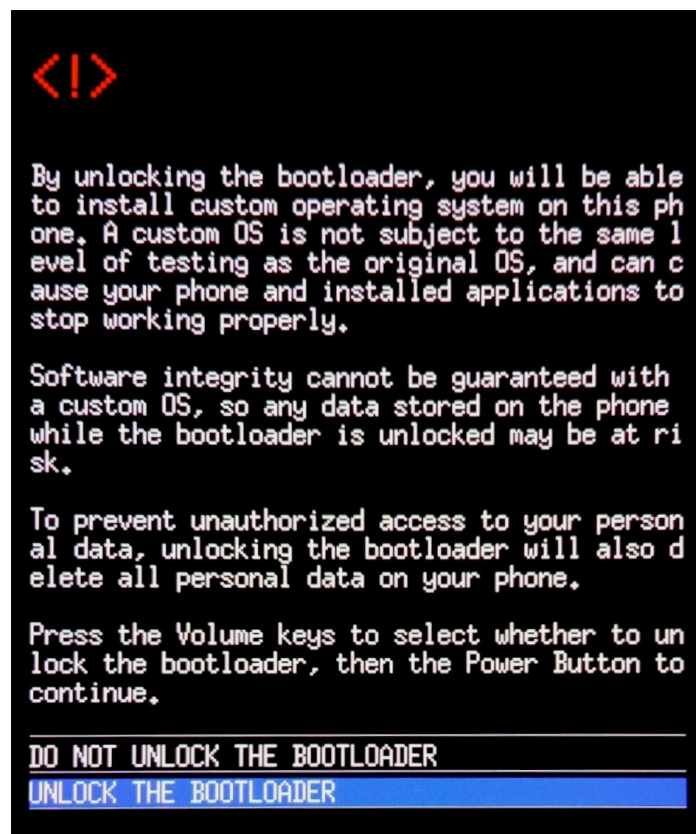 <!>
By unlocking the bootloader, you will be able
to install custom operating system on this ph
one. A custom OS is not subject to the same l
evel of testing as the original OS, and can c
ause your phone and installed applications to
stop working properly.
Software integrity cannot be guaranteed with
a custom OS, so any data stored on the phone
while the bootloader is unlocked may be at ri
sk.
To prevent unauthorized access to your person
al data, unlocking the bootloader will also d
elete all personal data on your phone.
Press the Volume keys to select whether to un
lock the bootloader, then the Power Button to
continue.
DO NOT UNLOCK THE BOOTLOADER
UNLOCK THE BOOTLOADER